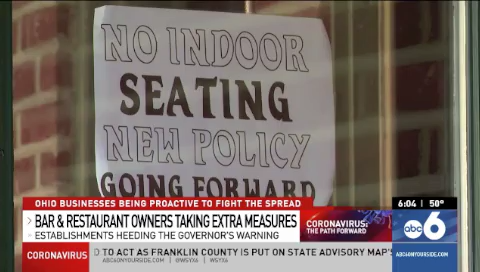 NO INDOOR
SEATING
NEW POLICY
GOING FORWARD
OHIO BUSINESSES BEING PROACTIVE TO FIGHT THE SPREAD
BAR & RESTAURANT OWNERS TAKING EXTRA MEASURES
ESTABLISHMENTS HEEDING THE GOVERNOR'S WARNING
CORONAVIRUS:
THE PATH FORWARD
6:04 50°
abc 6
ABC6ONYOURSIDE.COM
CORONAVIRUS
D TO ACT AS FRANKLIN COUNTY IS PUT ON STATE ADVISORY MAP'S
ABC6ONYOURSIDE.COM | @WSYX6 | WSYX6